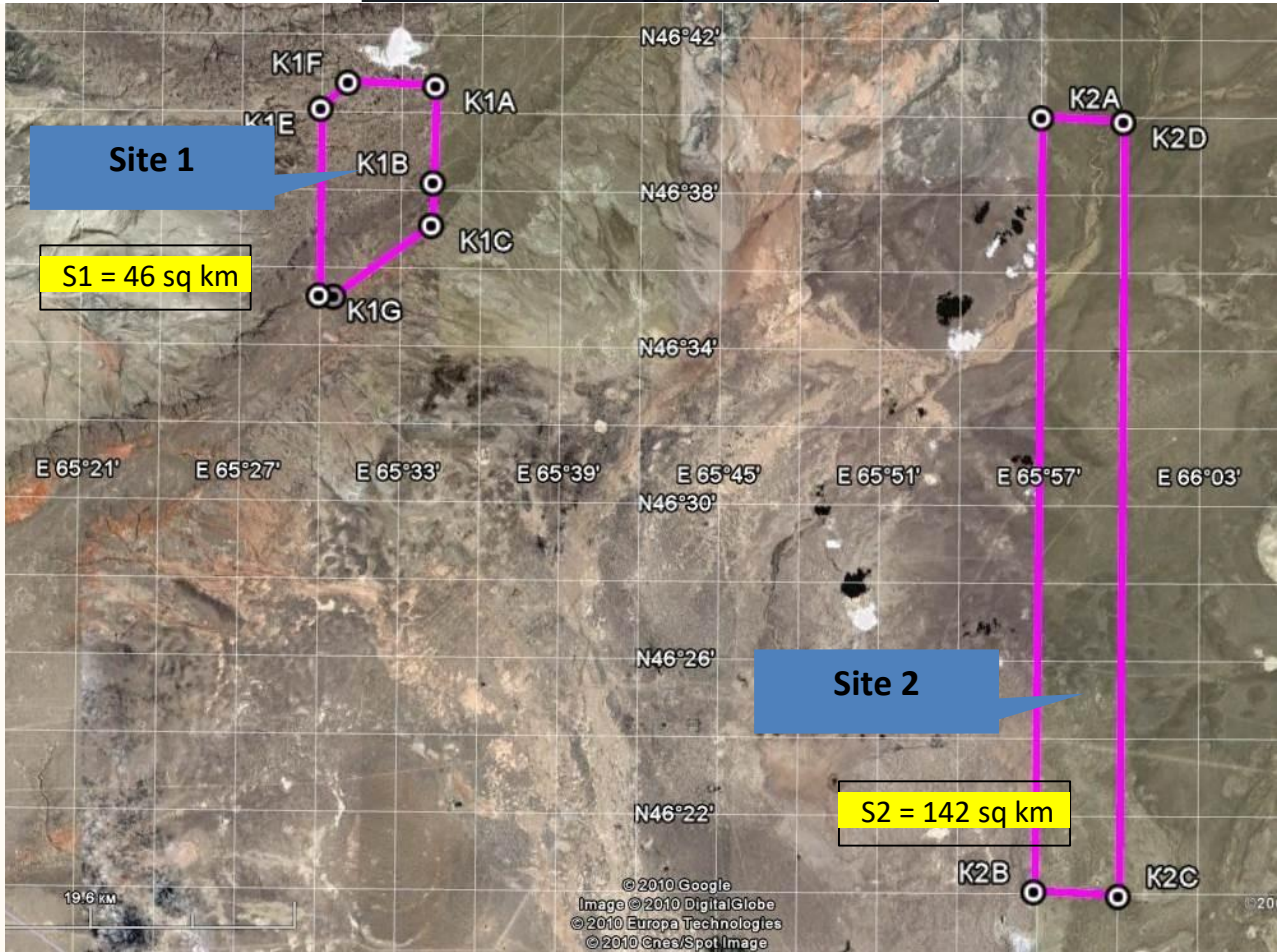 N46°42'
K1F
K2A
K1A
K1E
K2D
Site 1
K1B
N46°38'
K1C
S1 = 46 sq km
K1G
N46°34'
E 65°21'
E 65°27'
E 65°33'
E 65°39'
E 65°45'
E 65°51'
E 65°57'
E 66°03'
N46°30'
N46°26'
Site 2
S2 = 142 sq km
N46°22'
K2B
K2C
19.6 км
© 2010 Google
Image © 2010 DigitalGlobe
© 2010 Europa Technologies
© 2010 Cnes/Spot Image